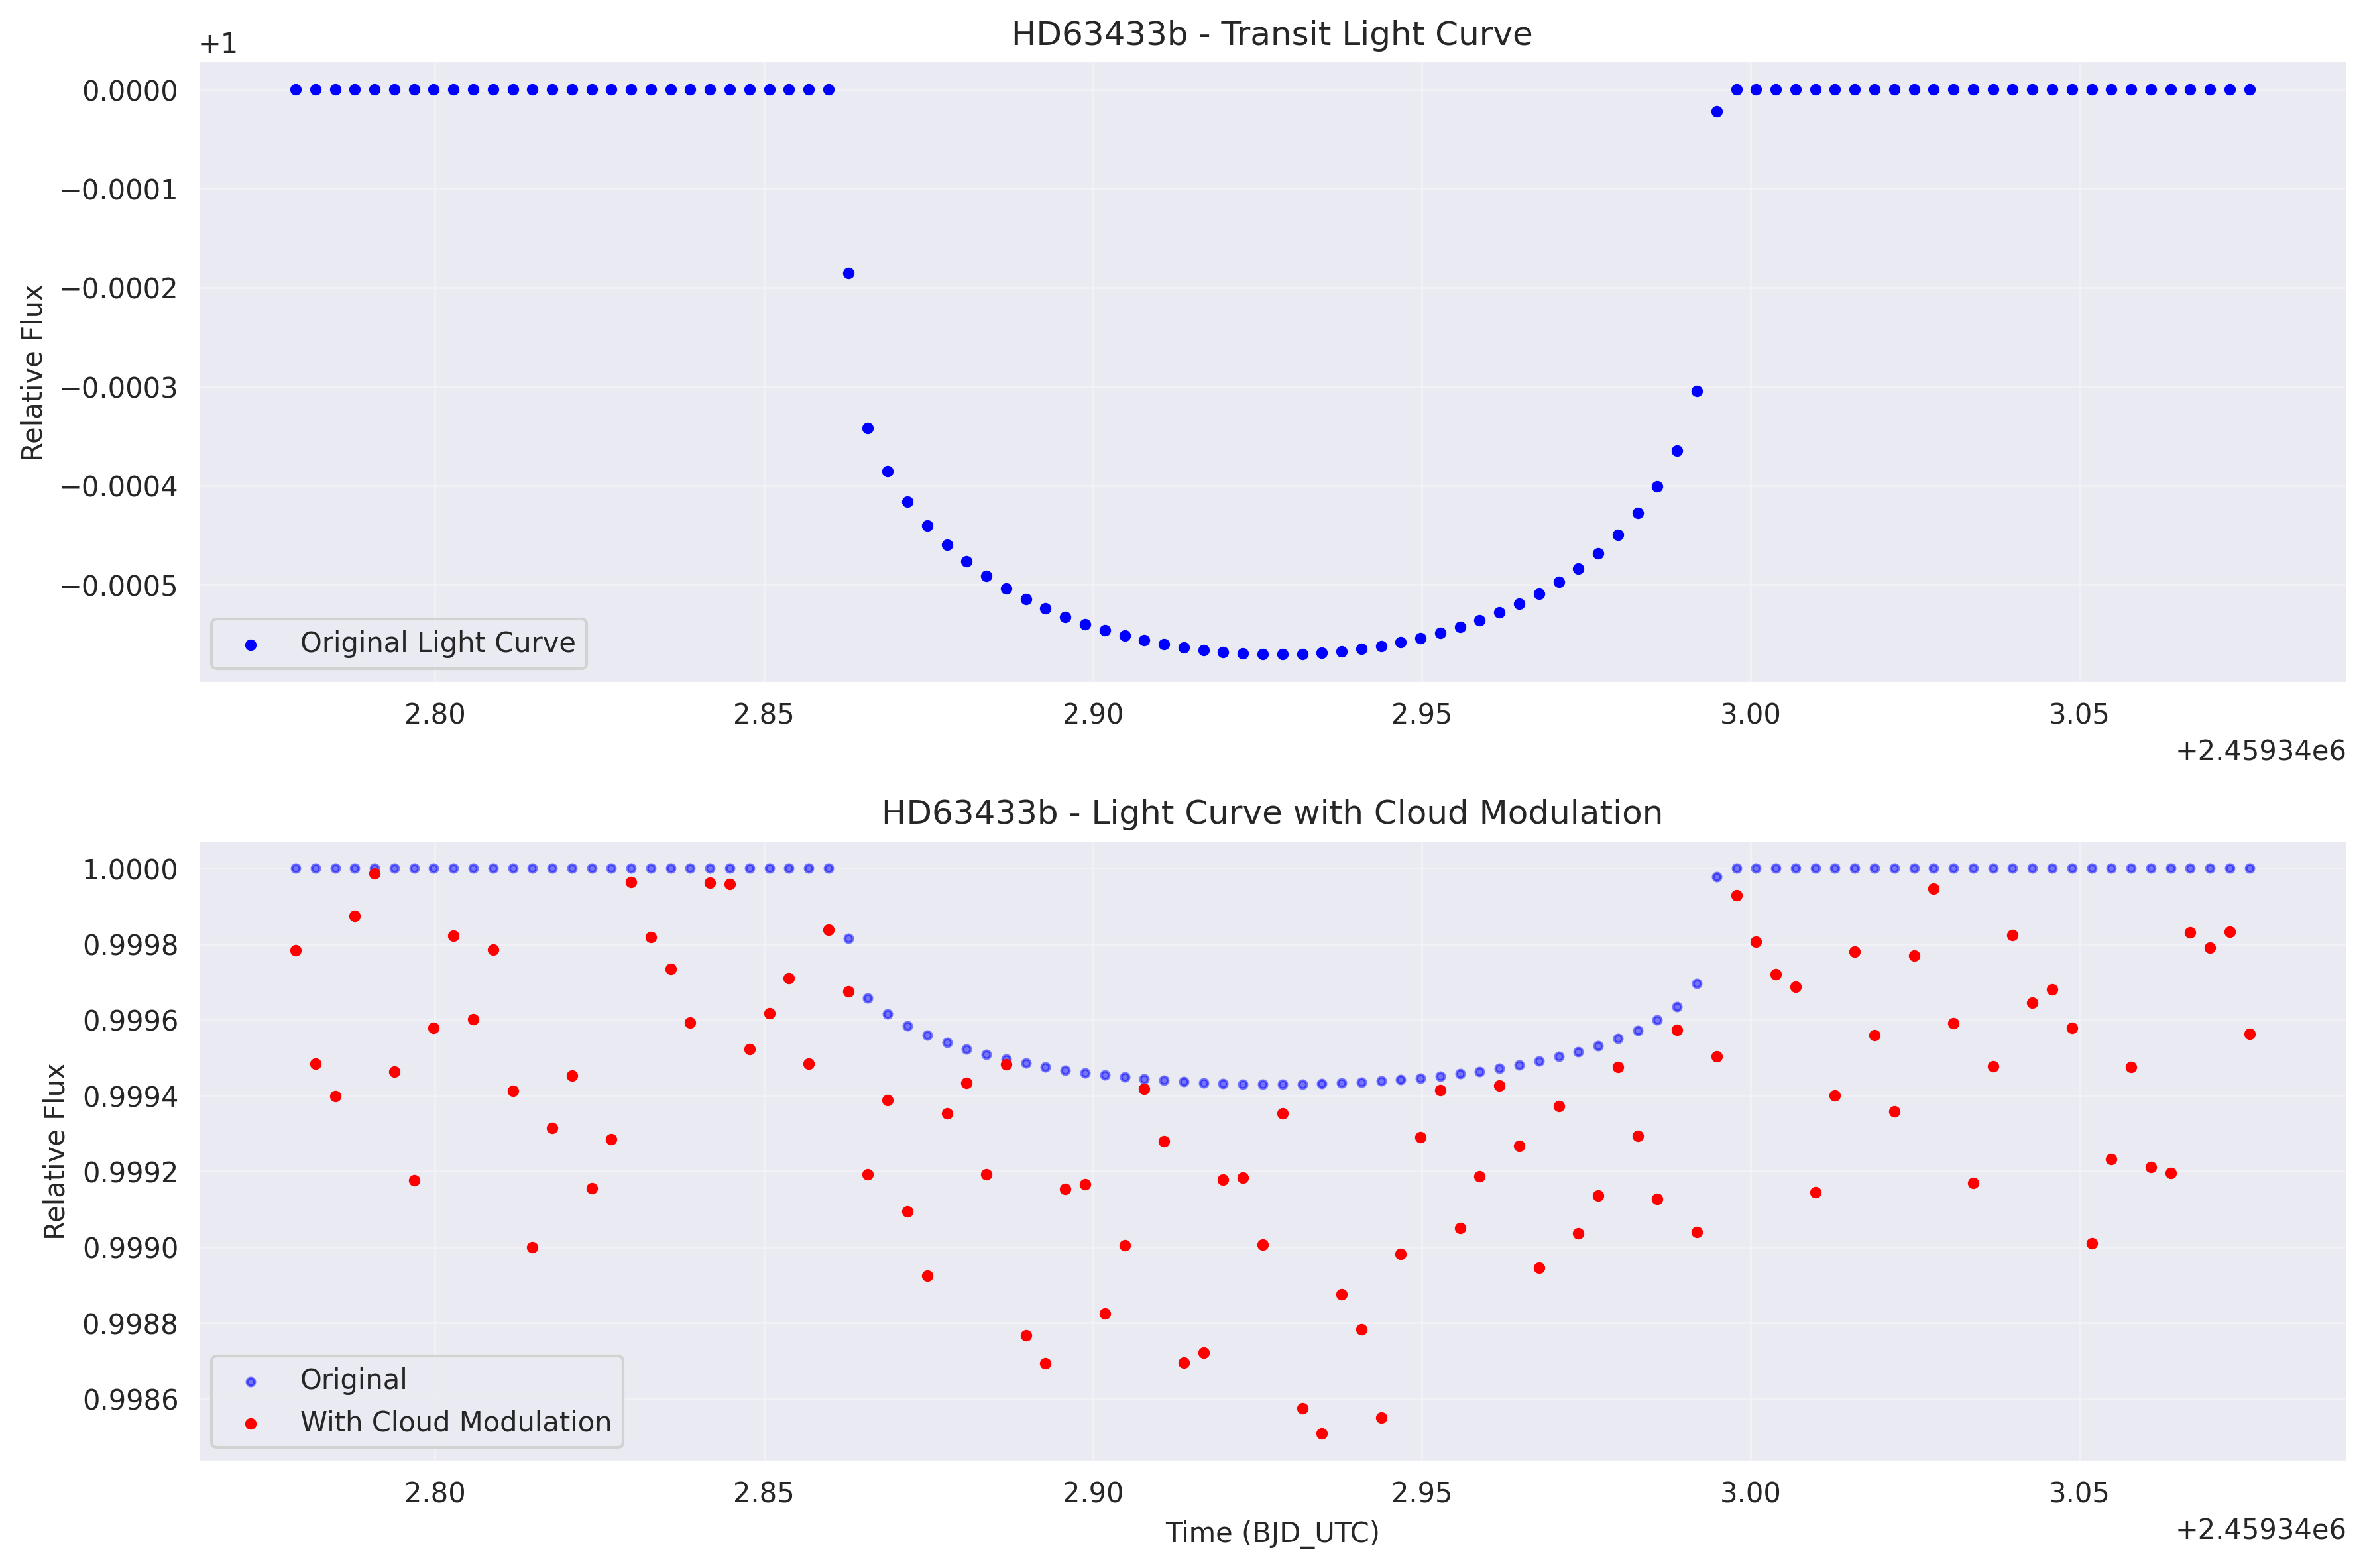 HD63433b - Transit Light Curve
+1
0.0000
−0.0001
−0.0002
−0.0003
−0.0004
−0.0005
Relative Flux
Original Light Curve
2.80 2.85 2.90 2.95 3.00 3.05
+2.45934e6
HD63433b - Light Curve with Cloud Modulation
1.0000
0.9998
0.9996
0.9994
0.9992
0.9990
0.9988
0.9986
Relative Flux
Original
With Cloud Modulation
2.80 2.85 2.90 2.95 3.00 3.05
Time (BJD_UTC)
+2.45934e6